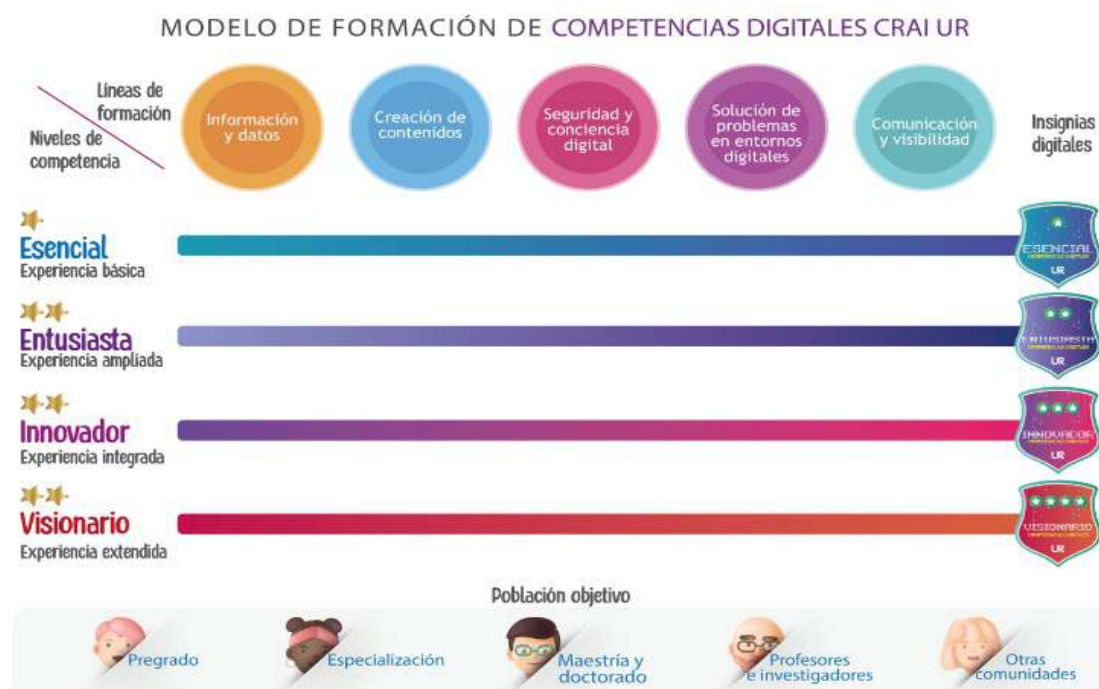 MODELO DE FORMACIÓN DE COMPETENCIAS DIGITALES CRAI UR
Líneas de
formación
Niveles de
competencia
Información
y datos
Creación de
contenidos
Seguridad y
conciencia
digital
Solución de
problemas
en entornos
digitales
Comunicación
y visibilidad
Insignias
digitales
Esencial
Experiencia básica
ESENCIAL
UR
Entusiasta
Experiencia ampliada
ENTUSIASTA
UR
Innovador
Experiencia integrada
INNOVADOR
UR
Visionario
Experiencia extendida
VISIONARIO
UR
Población objetivo
Pregrado
Especialización
Maestría y
doctorado
Profesores
e investigadores
Otras
comunidades